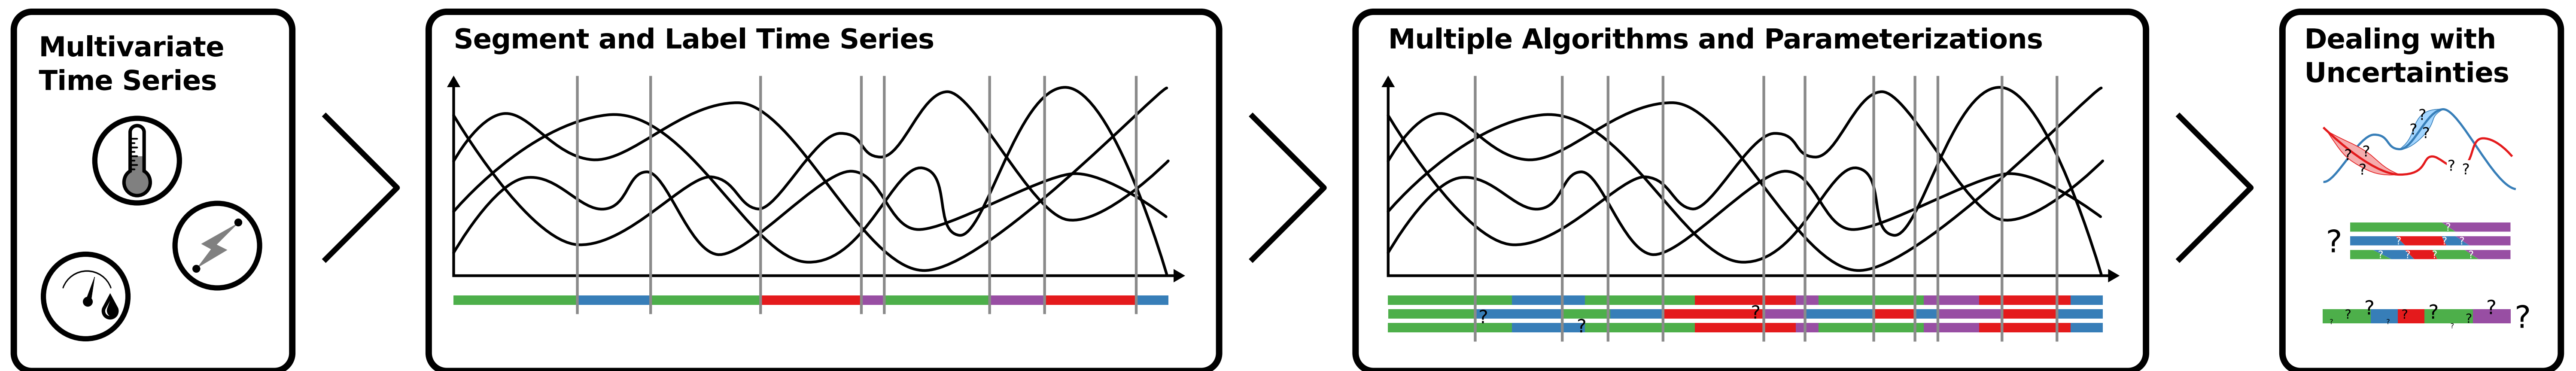 Multivariate
Time Series
Segment and Label Time Series
Multiple Algorithms and Parameterizations
? ? ?
Dealing with
Uncertainties
? ? ?
? ? ? ? ?
?
? ? ? ?
? ? ? ?
? ? ? ? ? ? ? ? ? ?
?